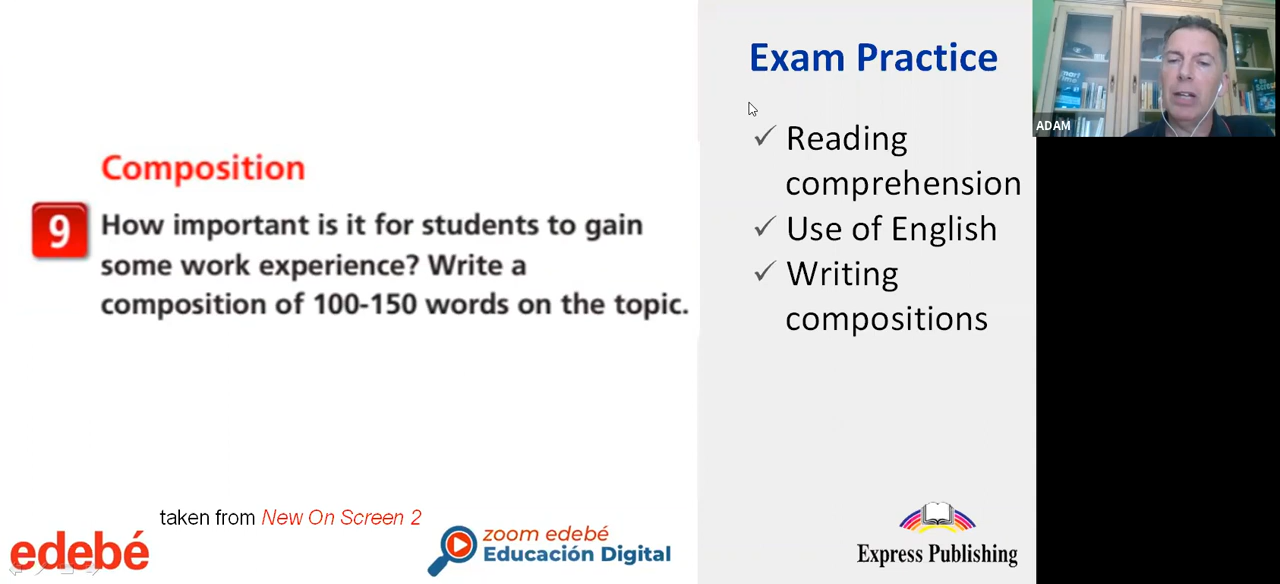 Composition
9
How important is it for students to gain
some work experience? Write a
composition of 100-150 words on the topic.
taken from New On Screen 2
edebé
zoom edebé
Educación Digital
Exam Practice
✓ Reading
comprehension
✓ Use of English
✓ Writing
compositions
Express Publishing
ADAM